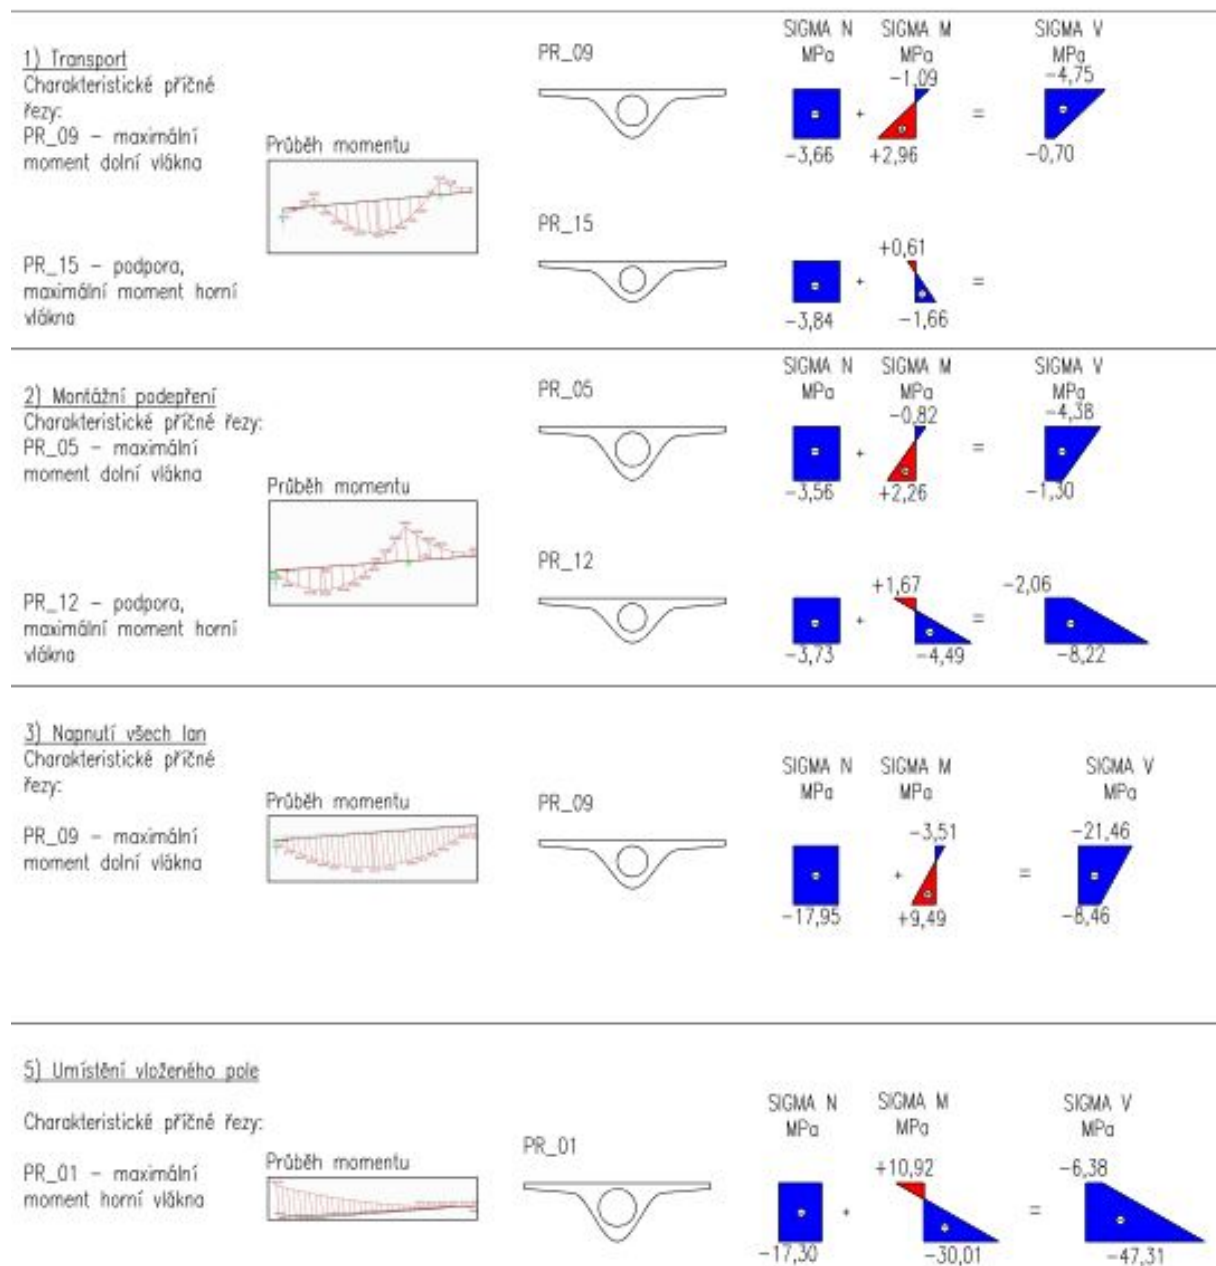 SIGMA N SIGMA M SIGMA V
MPa MPa MPa
1) Transport
Charakteristické příčné
řezy:
PR_09 – maximální
moment dolní vlákna
Průběh momentu
PR_09
-1,09 -4,75
+ =
-3,66 +2,96 -0,70
PR_15 – podpora,
maximální moment horní
vlákna
PR_15
+0,61
+ =
-3,84 -1,66
SIGMA N SIGMA M SIGMA V
MPa MPa MPa
2) Montážní podepření
Charakteristické příčné řezy:
PR_05 – maximální
moment dolní vlákna
Průběh momentu
PR_05
-0,82 -4,38
+ =
-3,56 +2,26 -1,30
PR_12 – podpora,
maximální moment horní
vlákna
PR_12
+1,67 -2,06
+ =
-3,73 -4,49 -8,22
3) Napnutí všech lan
Charakteristické příčné
řezy:
PR_09 – maximální
moment dolní vlákna
Průběh momentu
PR_09
SIGMA N SIGMA M SIGMA V
MPa MPa MPa
-3,51 -21,46
+ =
-17,95 +9,49 -8,46
5) Umístění vloženého pole
Charakteristické příčné řezy:
PR_01 – maximální
moment horní vlákna
Průběh momentu
PR_01
SIGMA N SIGMA M SIGMA V
MPa MPa MPa
+10,92 -6,38
+ =
-17,30 -30,01 -47,31